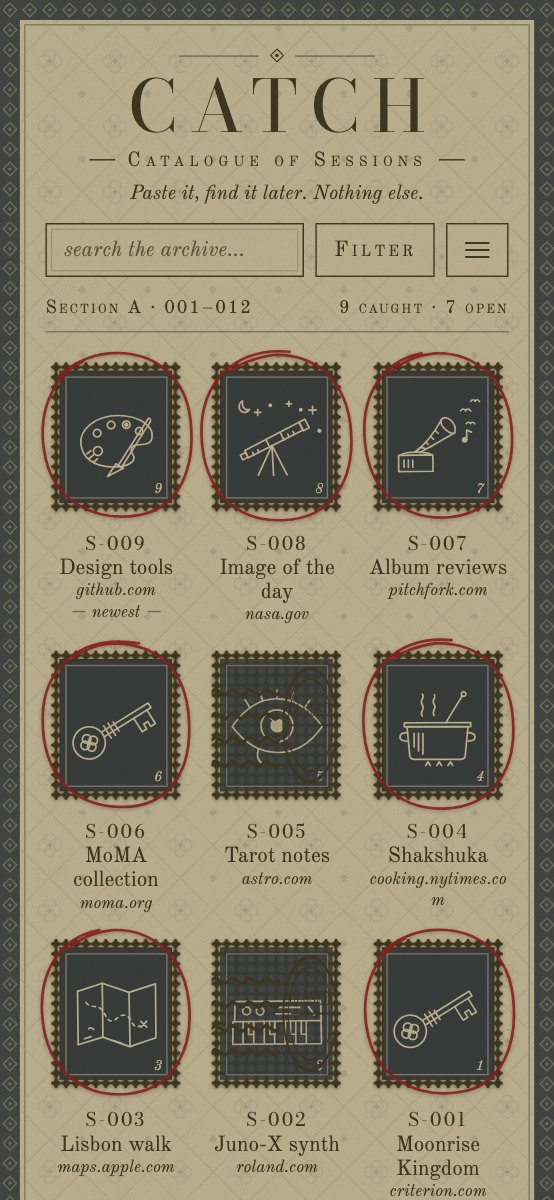 CATCH
Catalogue of Sessions
Paste it, find it later. Nothing else.
search the archive...
Filter
Section A · 001–012
9 caught · 7 open
9
8
7
S-009
Design tools
github.com
— newest —
S-008
Image of the
day
nasa.gov
S-007
Album reviews
pitchfork.com
6
5
4
S-006
MoMA
collection
moma.org
S-005
Tarot notes
astro.com
S-004
Shakshuka
cooking.nytimes.co
m
3
2
1
S-003
Lisbon walk
maps.apple.com
S-002
Juno-X synth
roland.com
S-001
Moonrise
Kingdom
criterion.com